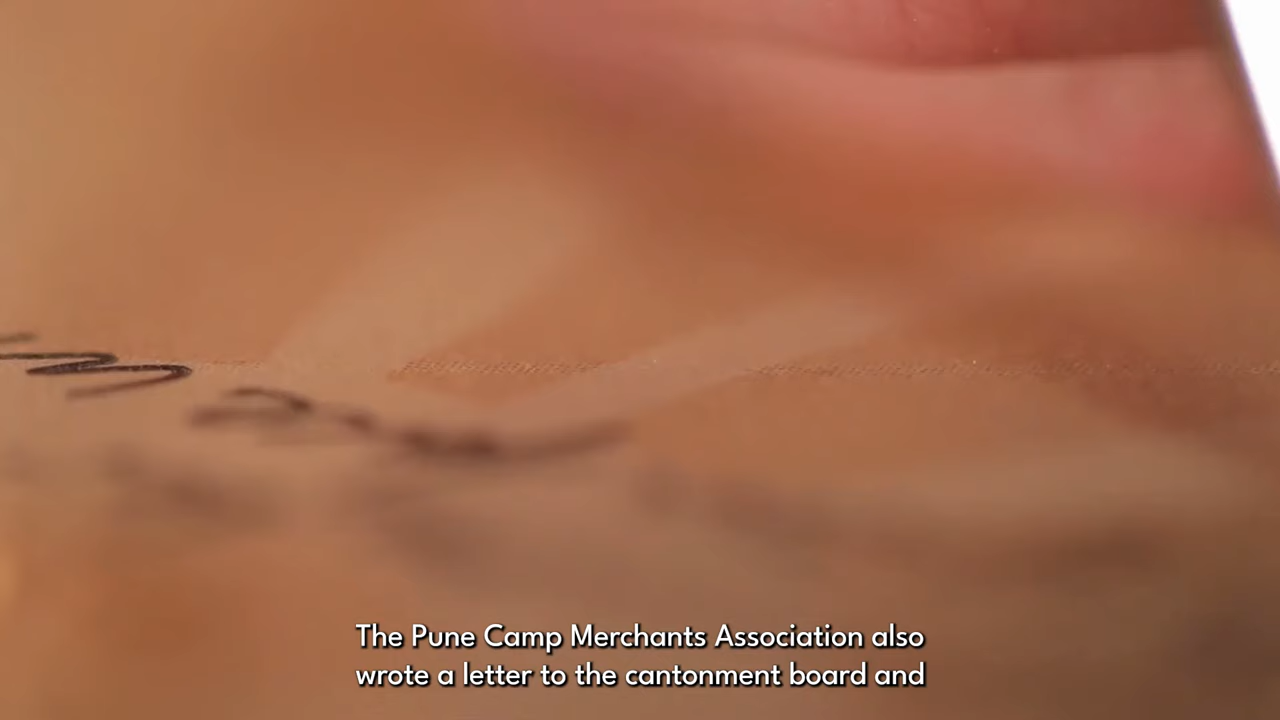 The Pune Camp Merchants Association also
wrote a letter to the cantonment board and